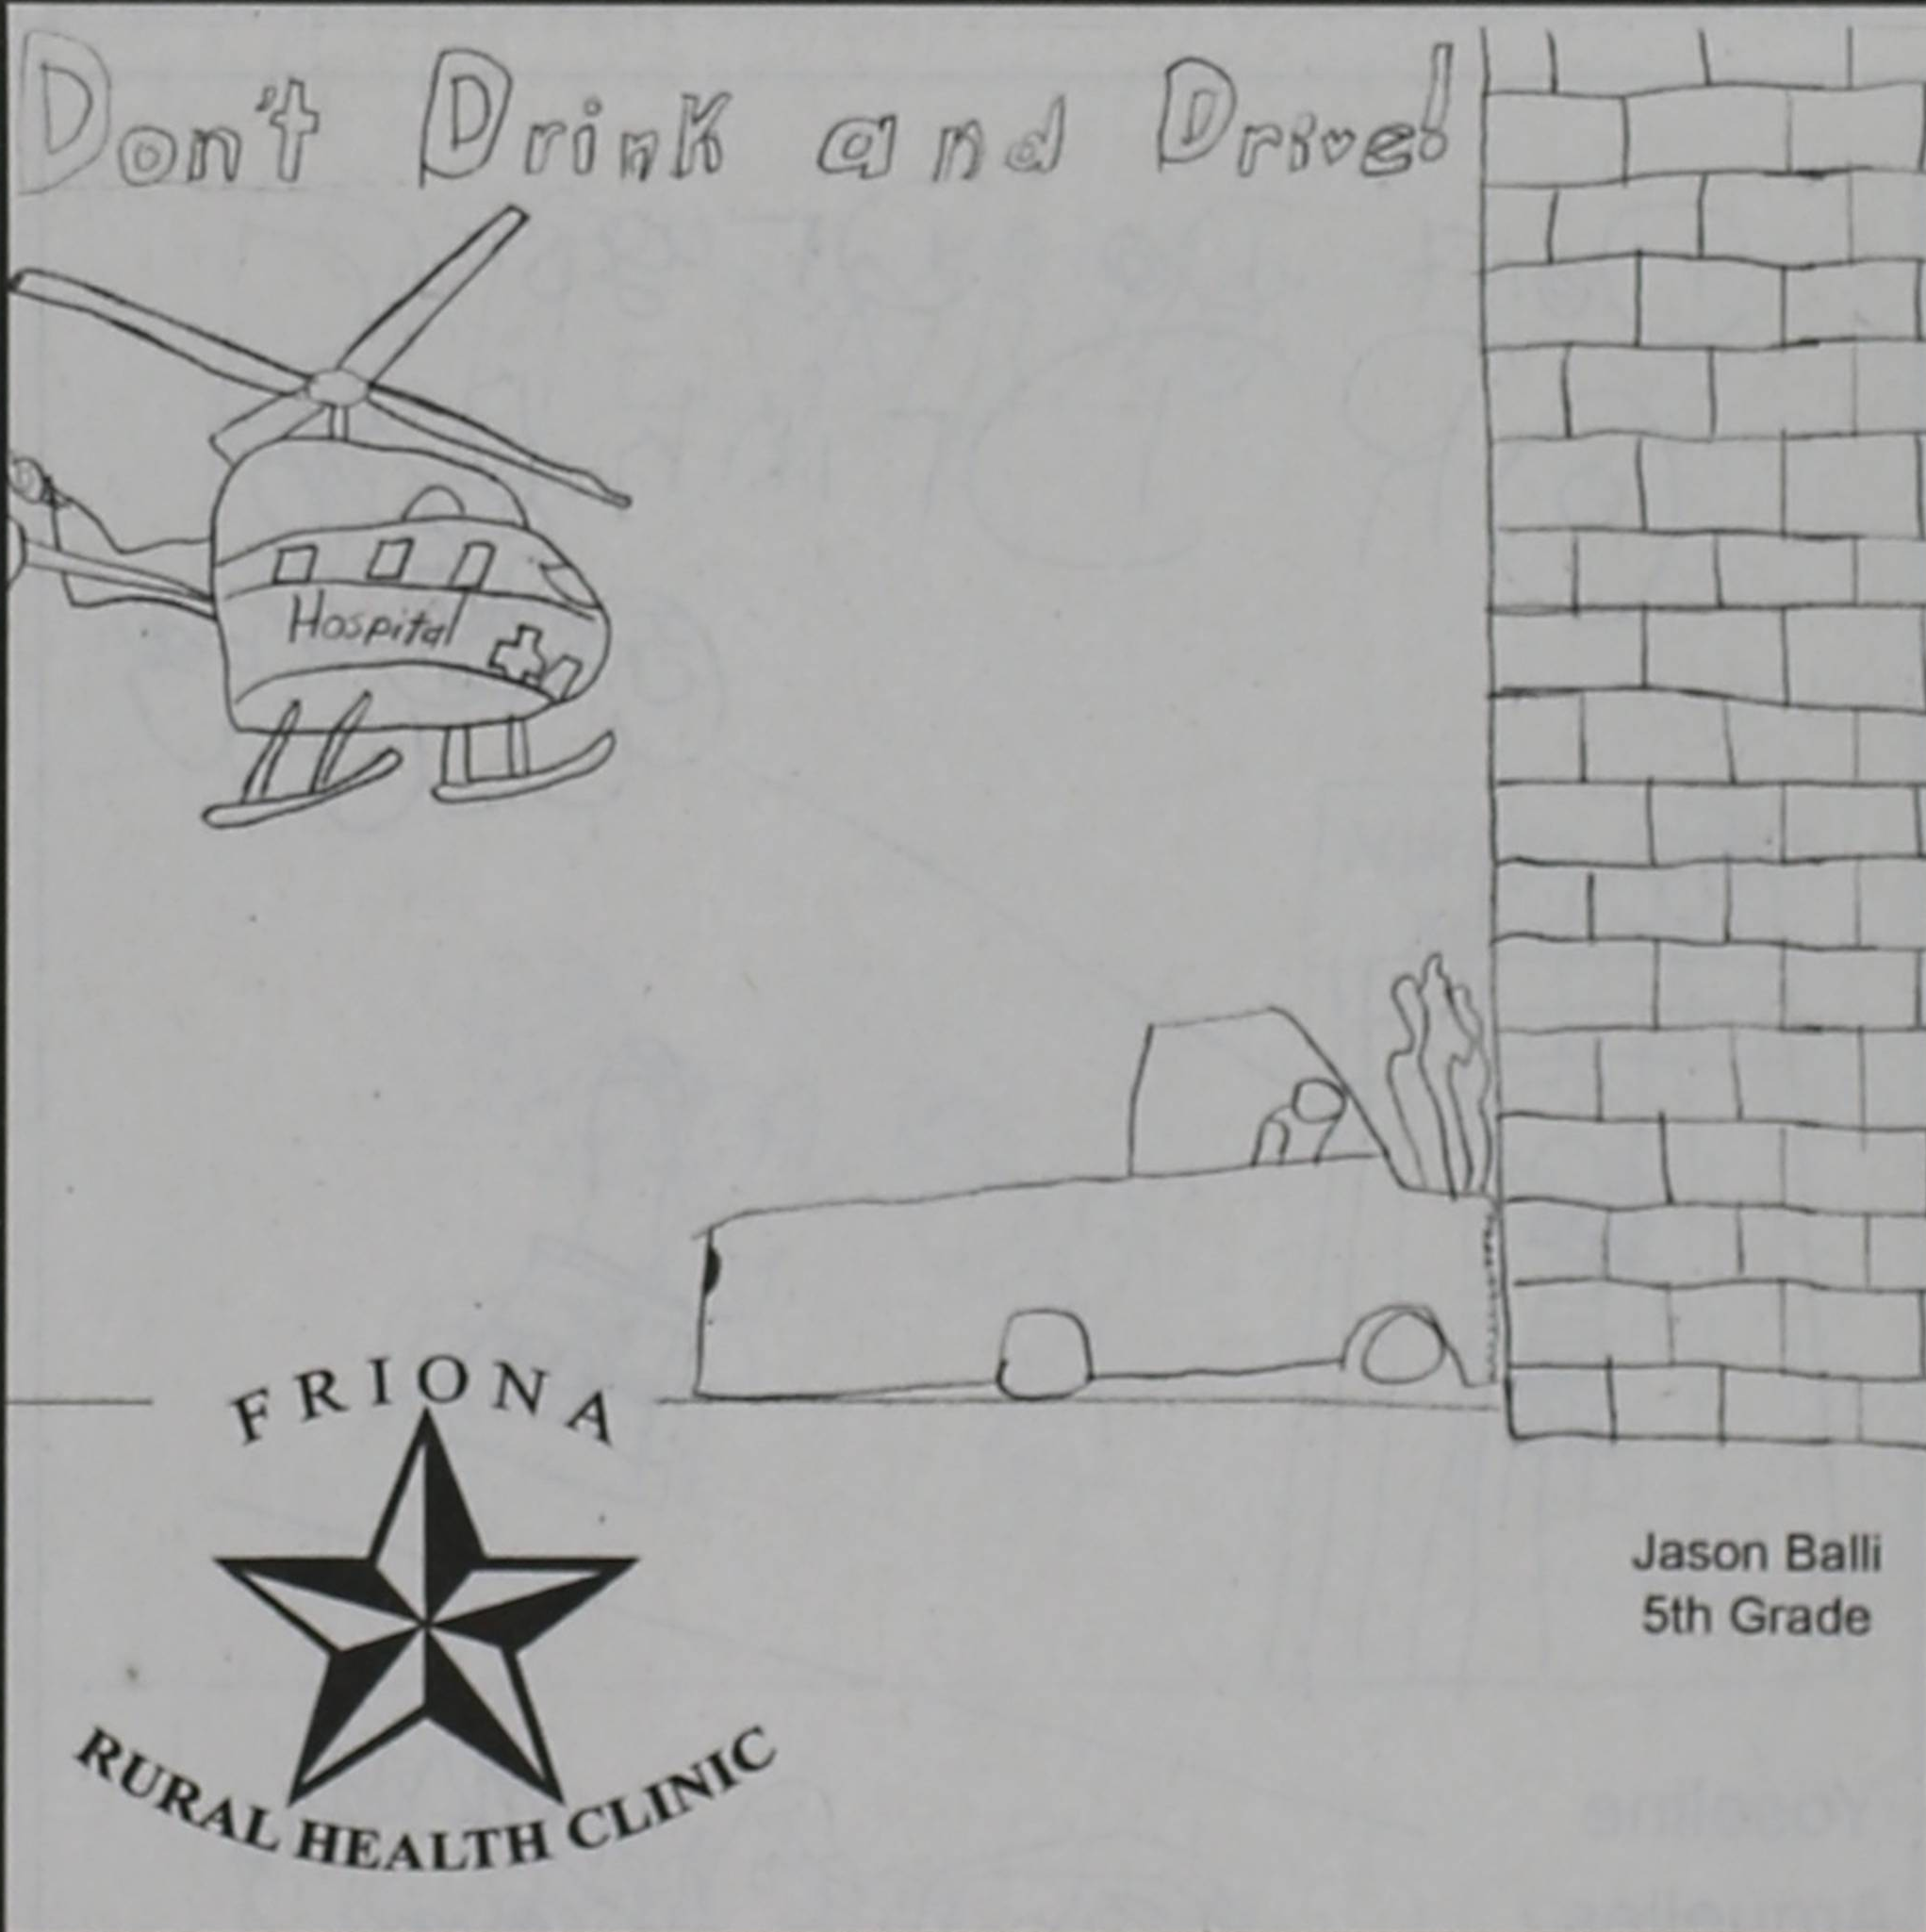 Don't Drink and Drive!
Hospital
FRIONA
RURAL HEALTH CLINIC
Jason Balli
5th Grade